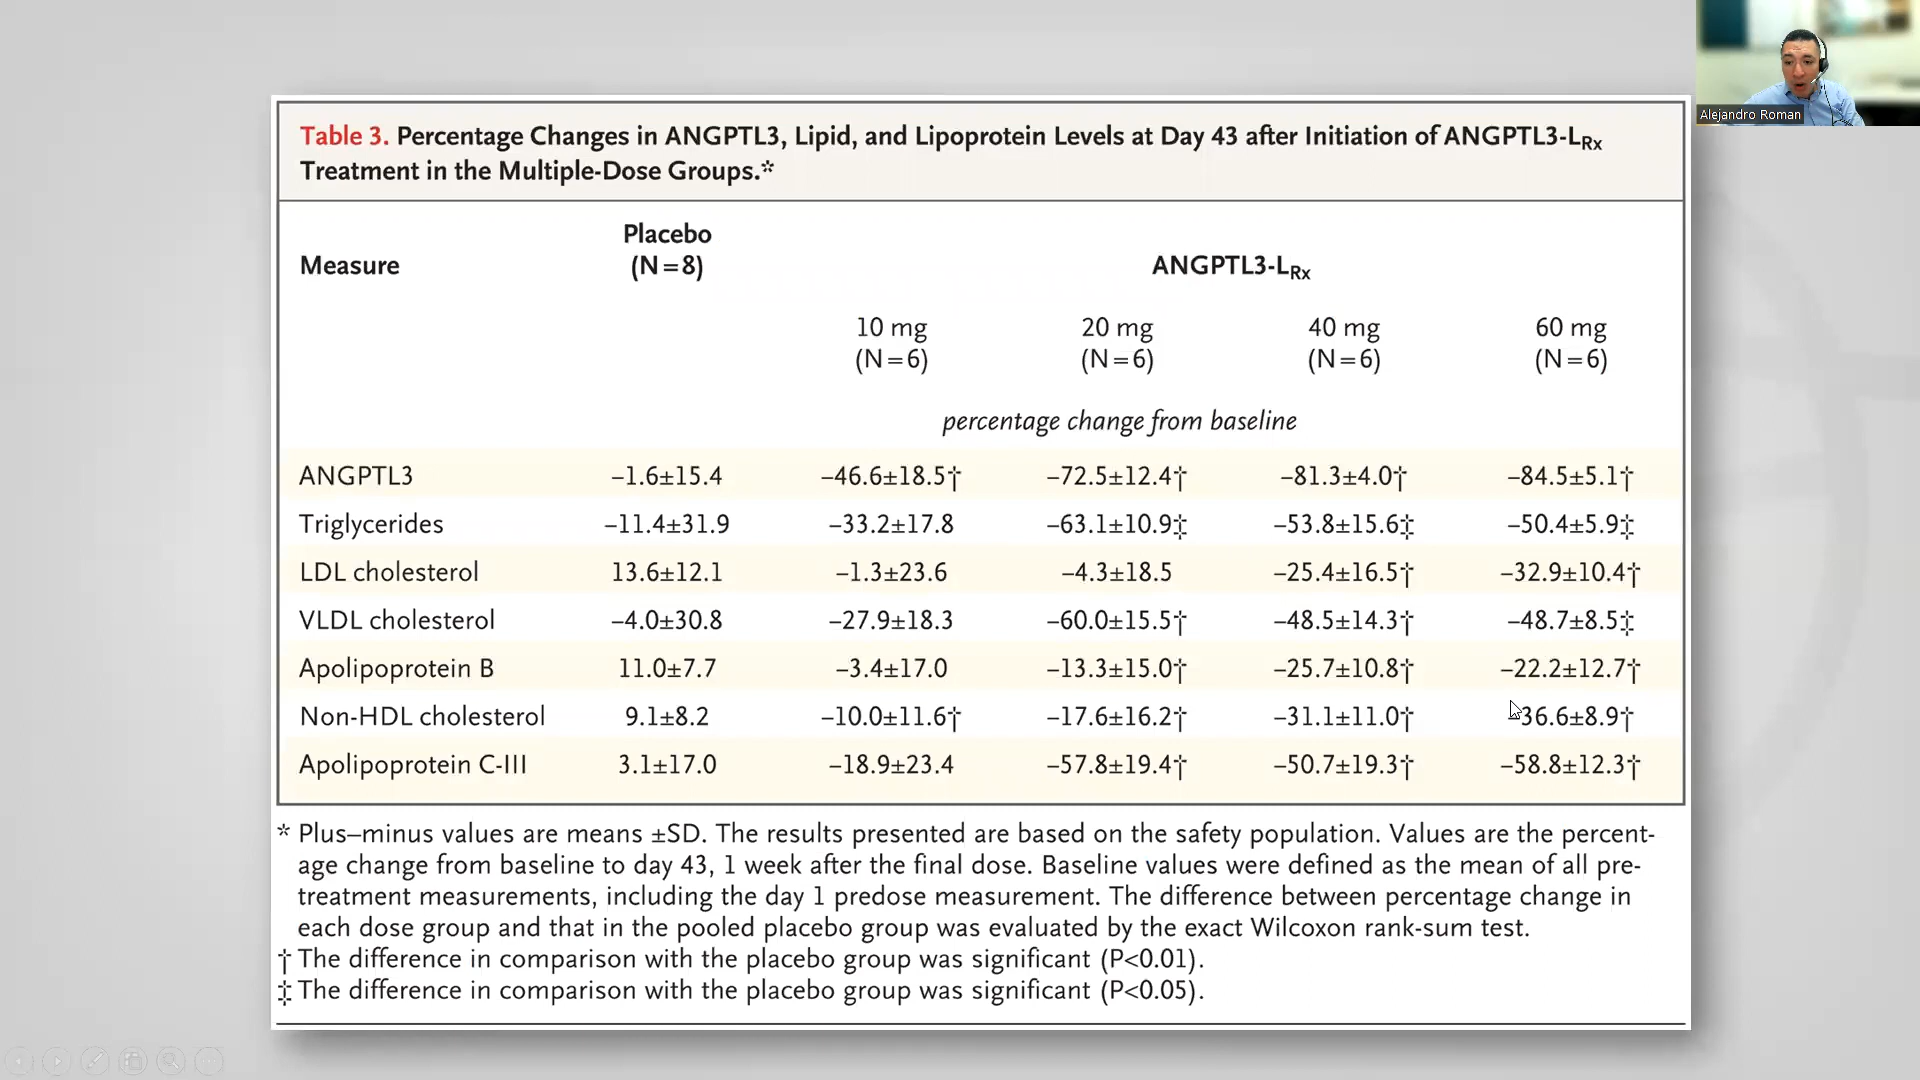 Alejandro Roman
Table 3. Percentage Changes in ANGPTL3, Lipid, and Lipoprotein Levels at Day 43 after Initiation of ANGPTL3-LRx
Treatment in the Multiple-Dose Groups.*
Measure Placebo (N=8) ANGPTL3-LRx
10 mg (N=6) 20 mg (N=6) 40 mg (N=6) 60 mg (N=6)
percentage change from baseline
ANGPTL3 –1.6±15.4 –46.6±18.5† –72.5±12.4† –81.3±4.0† –84.5±5.1†
Triglycerides –11.4±31.9 –33.2±17.8 –63.1±10.9‡ –53.8±15.6‡ –50.4±5.9‡
LDL cholesterol 13.6±12.1 –1.3±23.6 –4.3±18.5 –25.4±16.5† –32.9±10.4†
VLDL cholesterol –4.0±30.8 –27.9±18.3 –60.0±15.5† –48.5±14.3† –48.7±8.5‡
Apolipoprotein B 11.0±7.7 –3.4±17.0 –13.3±15.0† –25.7±10.8† –22.2±12.7†
Non-HDL cholesterol 9.1±8.2 –10.0±11.6† –17.6±16.2† –31.1±11.0† –36.6±8.9†
Apolipoprotein C-III 3.1±17.0 –18.9±23.4 –57.8±19.4† –50.7±19.3† –58.8±12.3†
* Plus–minus values are means ±SD. The results presented are based on the safety population. Values are the percent-
age change from baseline to day 43, 1 week after the final dose. Baseline values were defined as the mean of all pre-
treatment measurements, including the day 1 predose measurement. The difference between percentage change in
each dose group and that in the pooled placebo group was evaluated by the exact Wilcoxon rank-sum test.
† The difference in comparison with the placebo group was significant (P<0.01).
‡ The difference in comparison with the placebo group was significant (P<0.05).